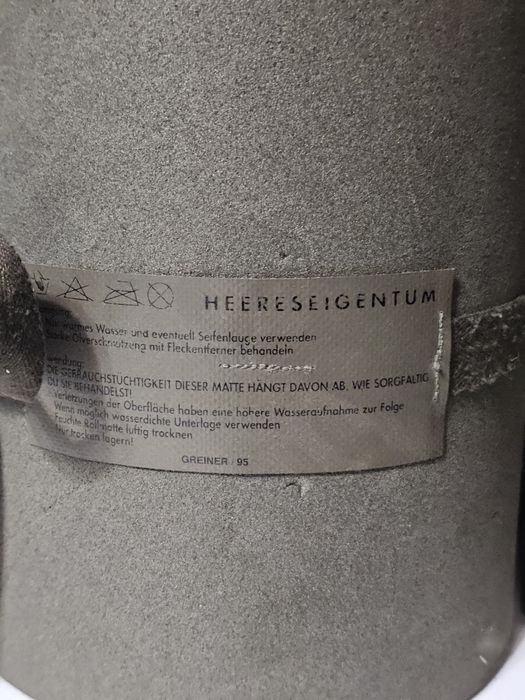 HEERESEIGENTUM
warmes Wasser und eventuell Seifenlauge verwenden
Ölverschmutzung mit Fleckentferner behandeln
DIE GEBRAUCHSTÜCHTIGKEIT DIESER MATTE HÄNGT DAVON AB, WIE SORGFÄLTIG
DU SIE BEHANDELST!
Verletzungen der Oberfläche haben eine höhere Wasseraufnahme zur Folge
Wenn möglich wasserdichte Unterlage verwenden
Feuchte Rollmatte luftig trocknen
Nur trocken lagern!
GREINER / 95